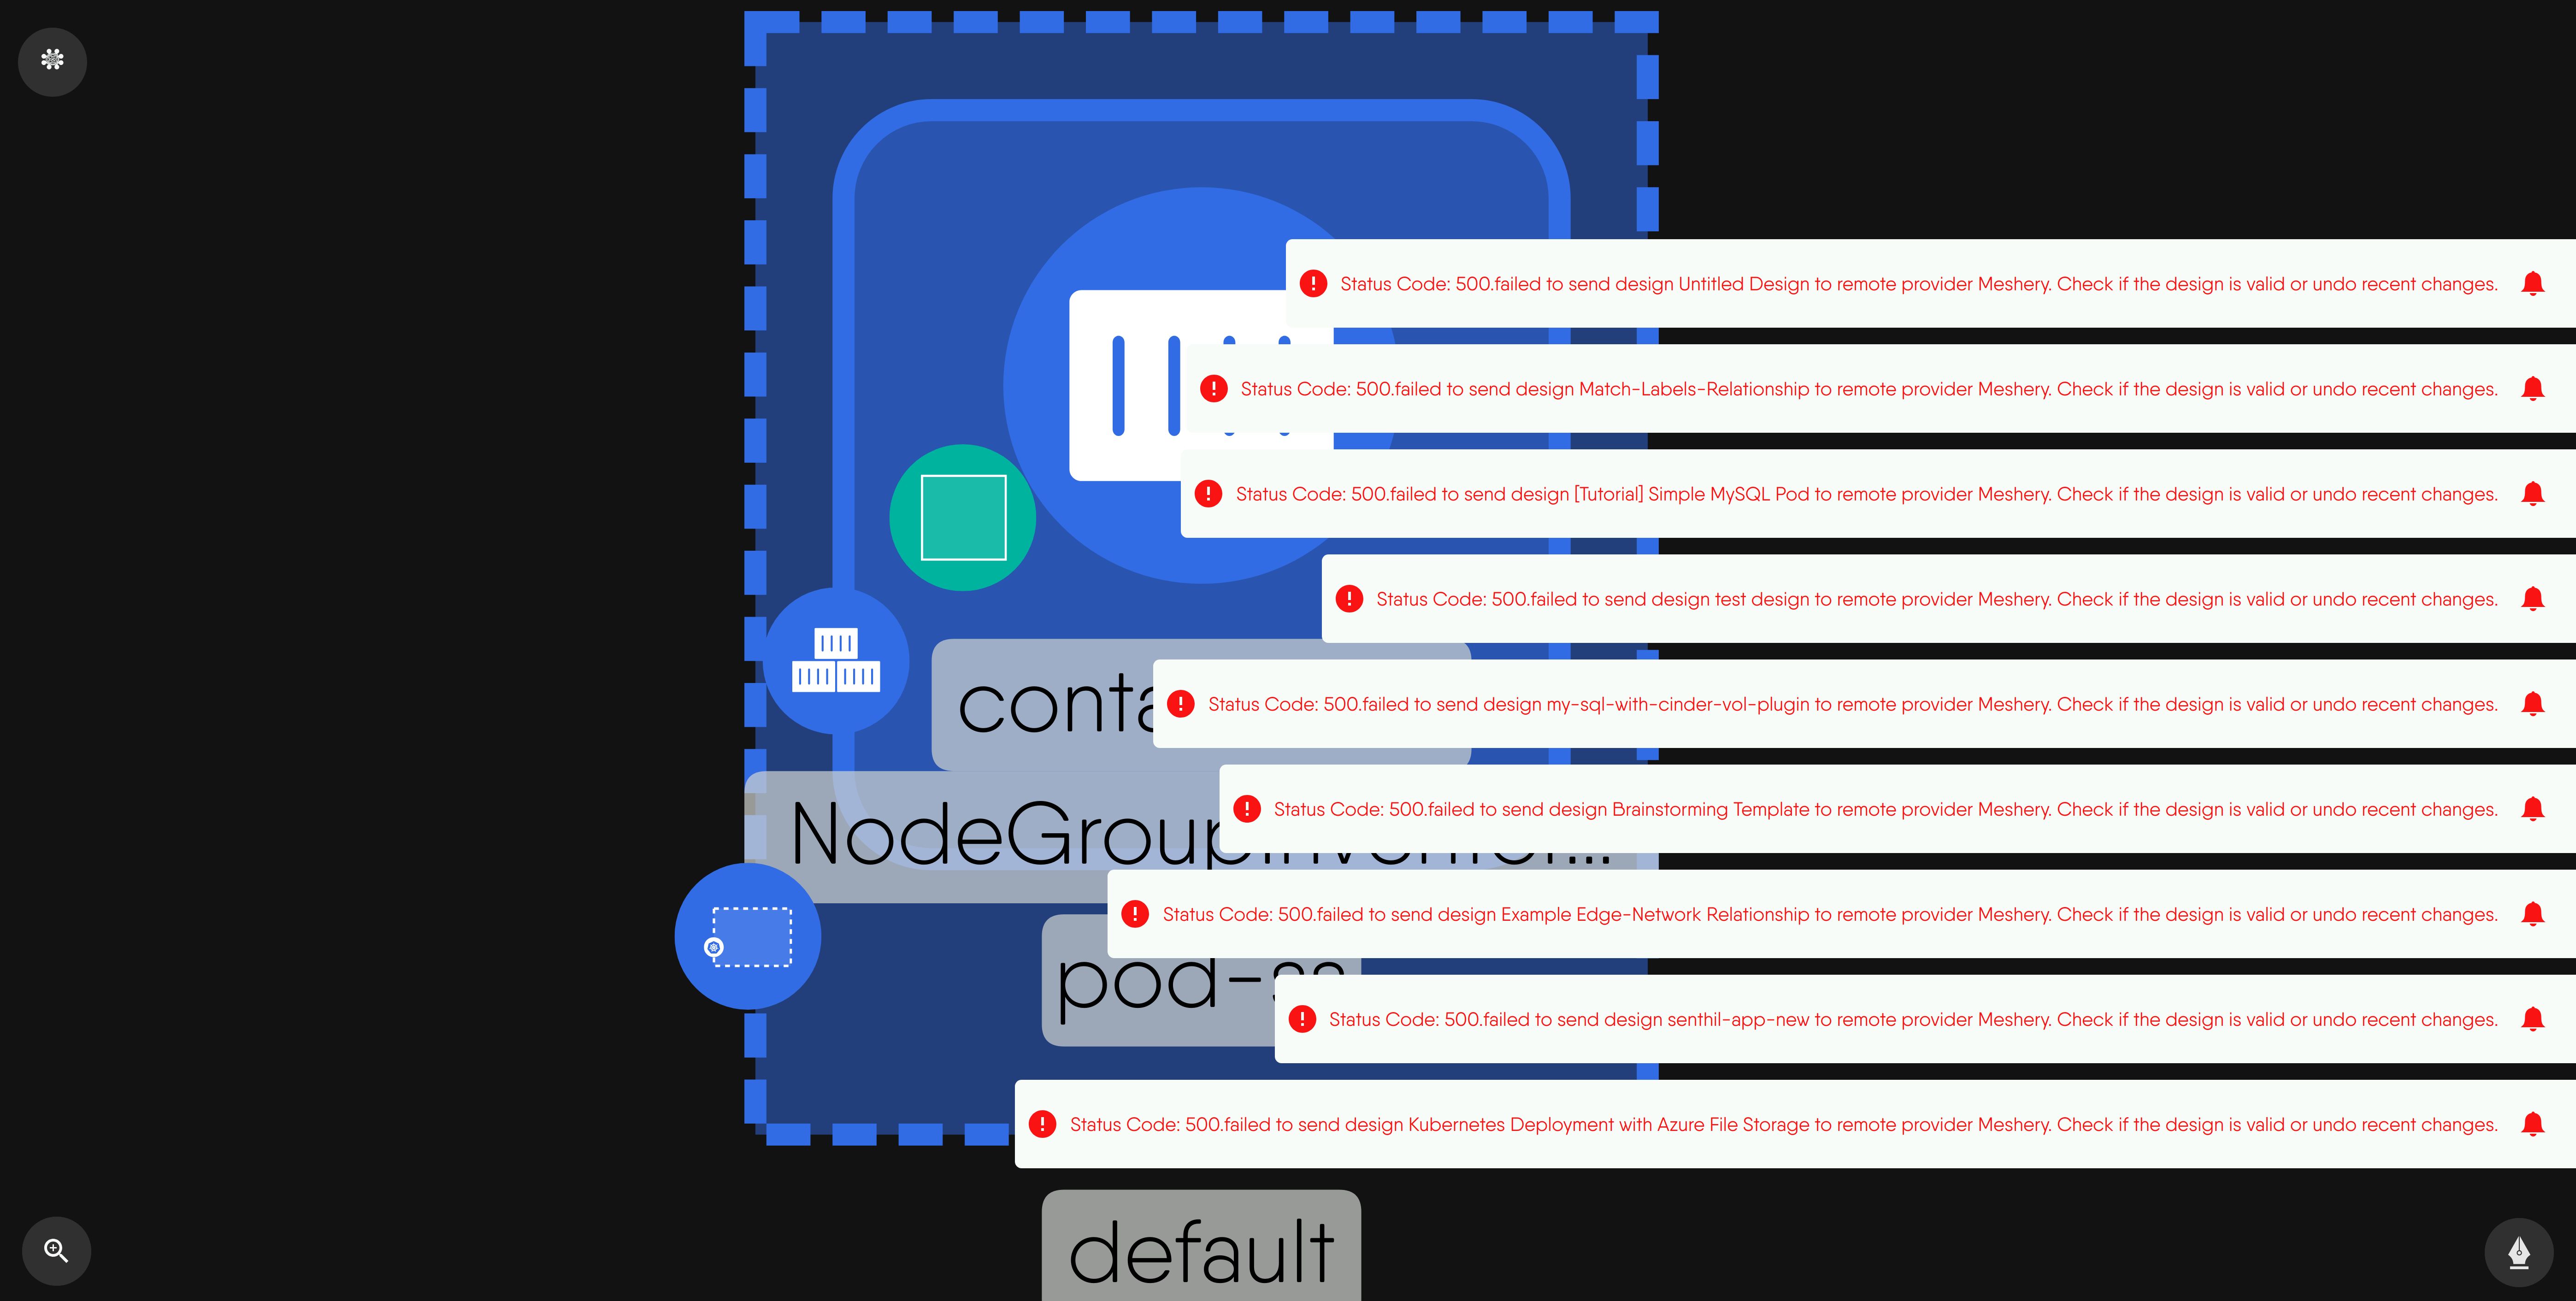 Status Code: 500.failed to send design Untitled Design to remote provider Meshery. Check if the design is valid or undo recent changes.
Status Code: 500.failed to send design Match-Labels-Relationship to remote provider Meshery. Check if the design is valid or undo recent changes.
Status Code: 500.failed to send design [Tutorial] Simple MySQL Pod to remote provider Meshery. Check if the design is valid or undo recent changes.
Status Code: 500.failed to send design test design to remote provider Meshery. Check if the design is valid or undo recent changes.
Status Code: 500.failed to send design my-sql-with-cinder-vol-plugin to remote provider Meshery. Check if the design is valid or undo recent changes.
Status Code: 500.failed to send design Brainstorming Template to remote provider Meshery. Check if the design is valid or undo recent changes.
Status Code: 500.failed to send design Example Edge-Network Relationship to remote provider Meshery. Check if the design is valid or undo recent changes.
Status Code: 500.failed to send design senthil-app-new to remote provider Meshery. Check if the design is valid or undo recent changes.
Status Code: 500.failed to send design Kubernetes Deployment with Azure File Storage to remote provider Meshery. Check if the design is valid or undo recent changes.
default